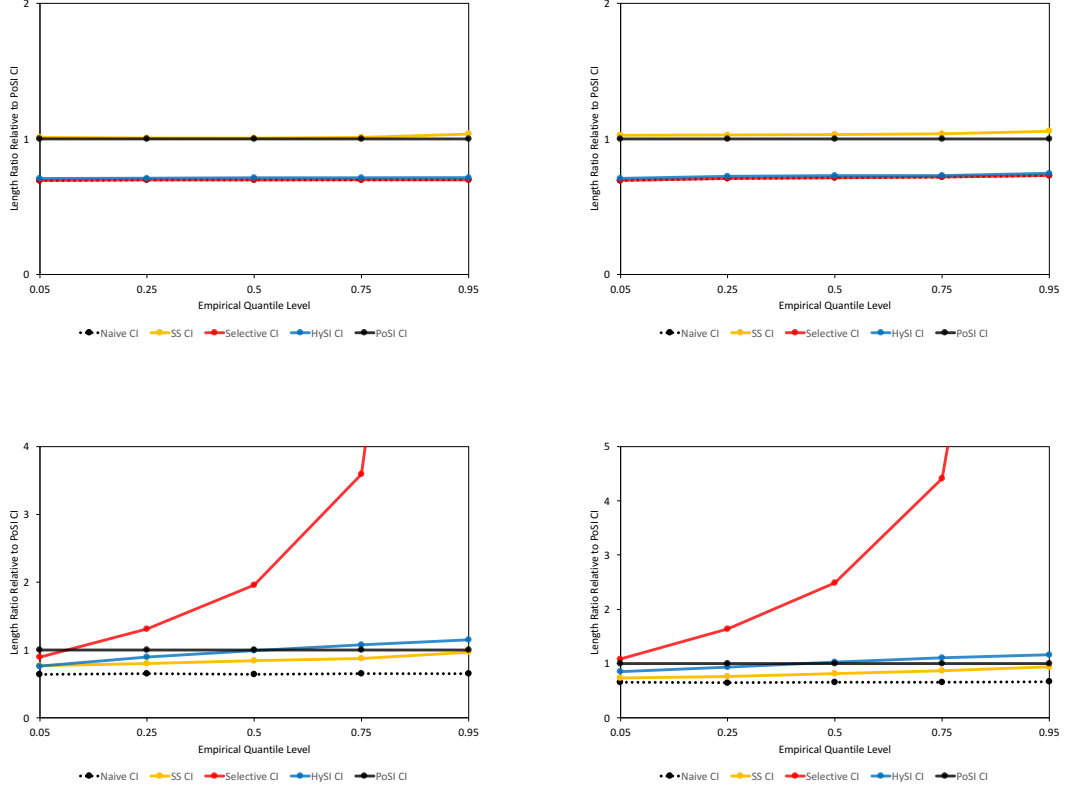 2
1
0
Length Ratio Relative to PoSI CI
0.05 0.25 0.5 0.75 0.95
Empirical Quantile Level
Naive CI SS CI Selective CI HySI CI PoSI CI
2
1
0
Length Ratio Relative to PoSI CI
0.05 0.25 0.5 0.75 0.95
Empirical Quantile Level
Naive CI SS CI Selective CI HySI CI PoSI CI
4
3
2
1
0
Length Ratio Relative to PoSI CI
0.05 0.25 0.5 0.75 0.95
Empirical Quantile Level
Naive CI SS CI Selective CI HySI CI PoSI CI
5
4
3
2
1
0
Length Ratio Relative to PoSI CI
0.05 0.25 0.5 0.75 0.95
Empirical Quantile Level
Naive CI SS CI Selective CI HySI CI PoSI CI